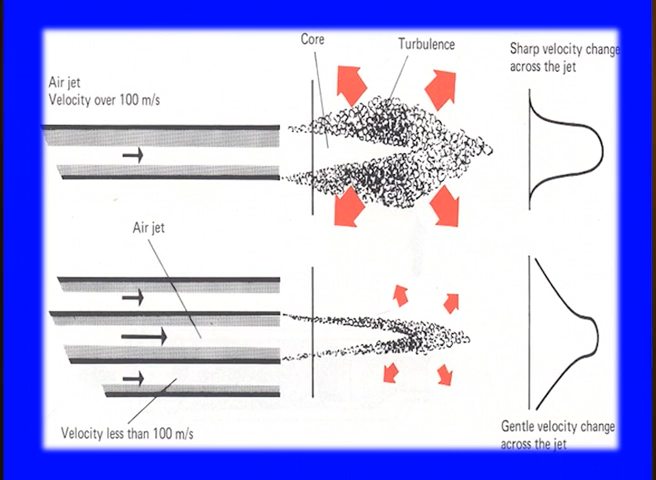 Core
Turbulence
Sharp velocity change
across the jet
Air jet
Velocity over 100 m/s
Air jet
Velocity less than 100 m/s
Gentle velocity change
across the jet